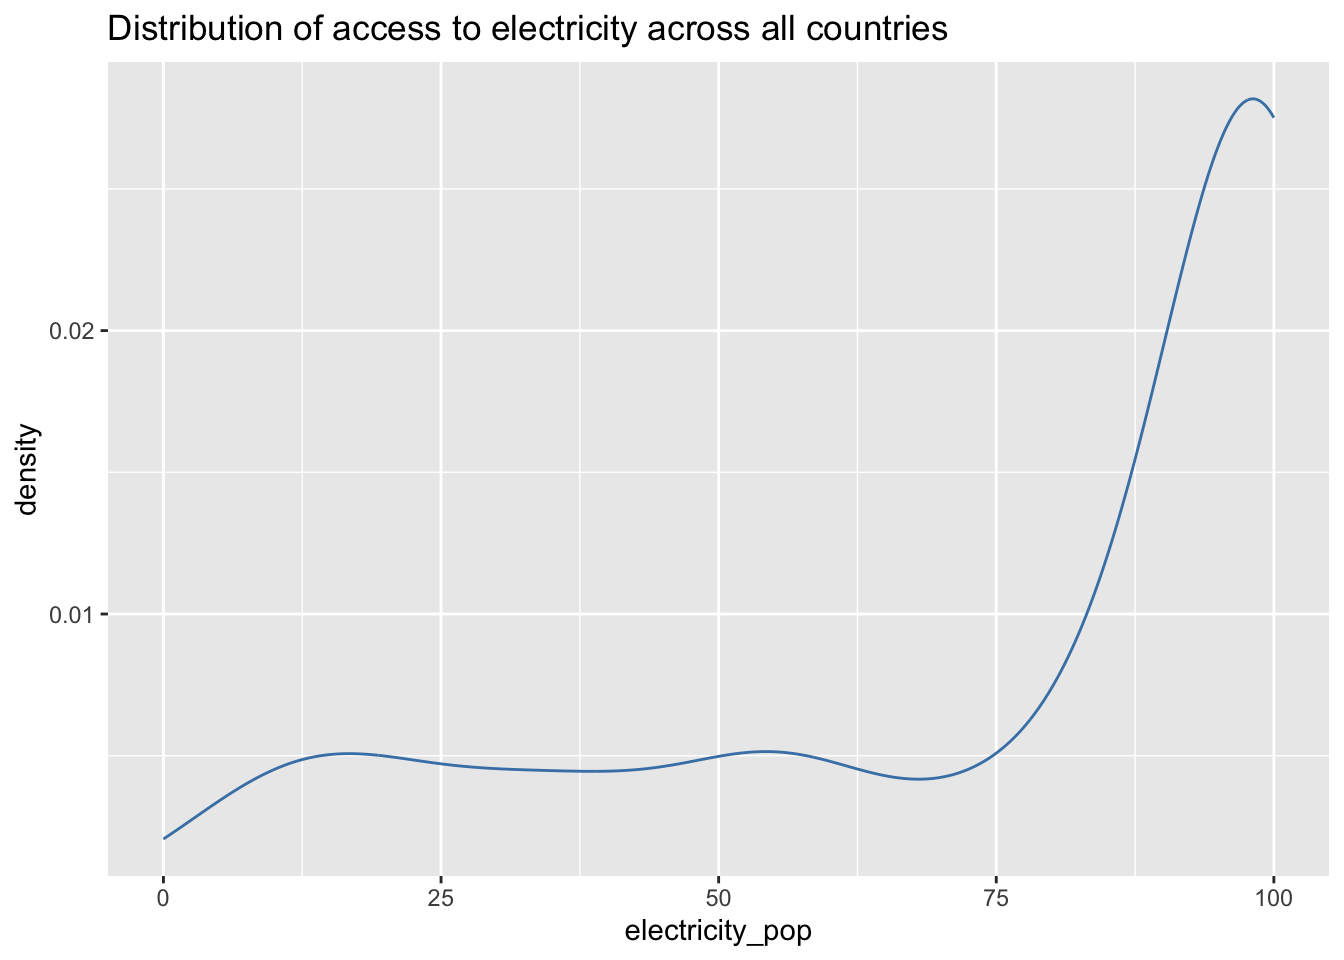 Distribution of access to electricity across all countries
0.02
0.01
density
0
25
50
75
100
electricity_pop